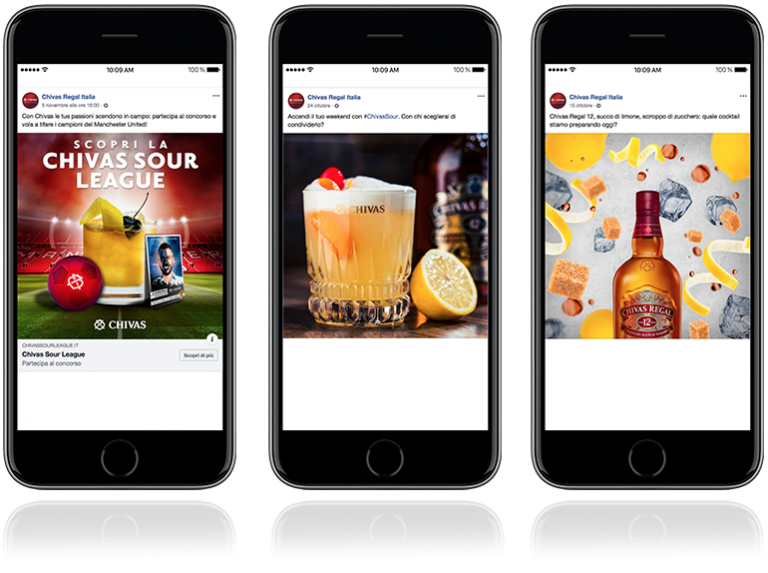 10:09 AM
100 %
Chivas Regal Italia
5 novembre alle ore 16:00
Con Chivas le tue passioni scendono in campo: partecipa al concorso e
vola a tifare i campioni del Manchester United!
SCOPRI LA
CHIVAS SOUR
LEAGUE
CHIVAS
CHIVASSOURLEAGUE.IT
Chivas Sour League
Partecipa al concorso
Scopri di più
10:09 AM
100 %
Chivas Regal Italia
24 ottobre
Accendi il tuo weekend con #ChivasSour. Con chi sceglierai di
condividerlo?
CHIVAS
10:09 AM
100 %
Chivas Regal Italia
15 ottobre
Chivas Regal 12, succo di limone, sciroppo di zucchero: quale cocktail
stiamo preparando oggi?
CHIVAS REGAL
12